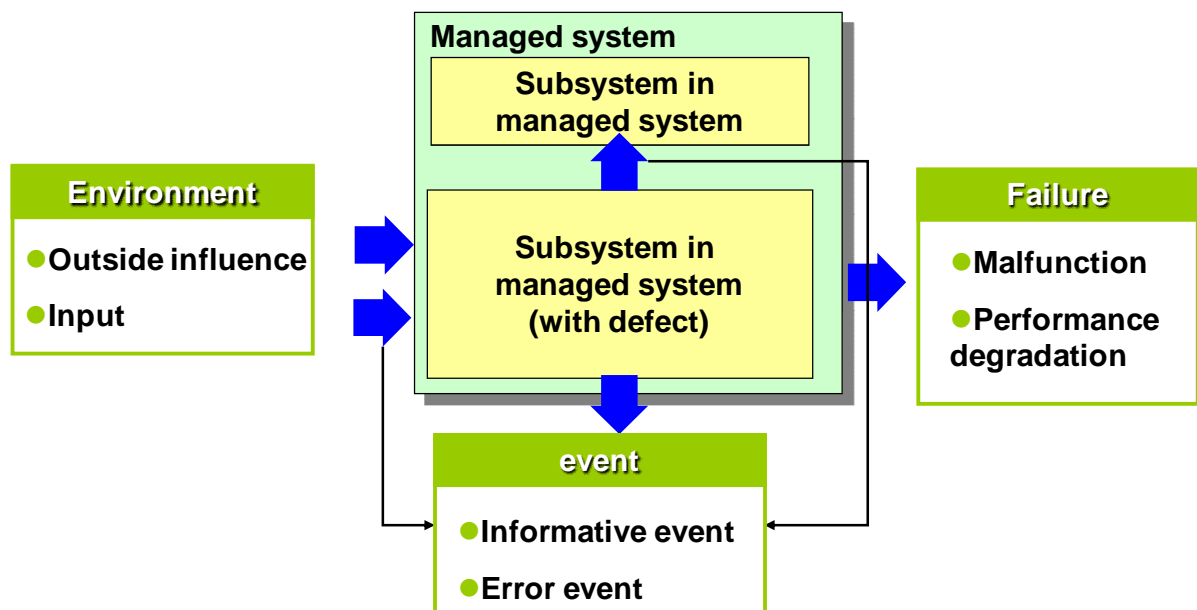 Managed system
Subsystem in
managed system
Environment
Outside influence
Input
Subsystem in
managed system
(with defect)
Failure
Malfunction
Performance
degradation
event
Informative event
Error event